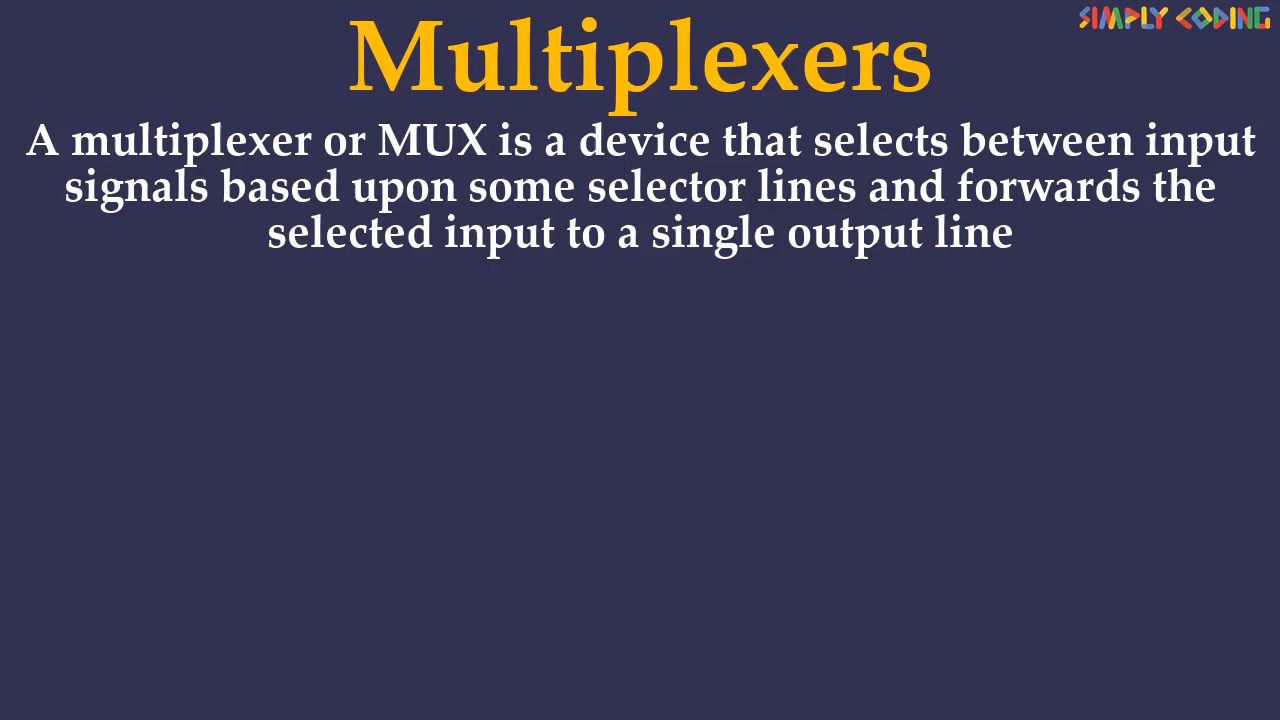 SIMPLY CODING
Multiplexers
A multiplexer or MUX is a device that selects between input
signals based upon some selector lines and forwards the
selected input to a single output line